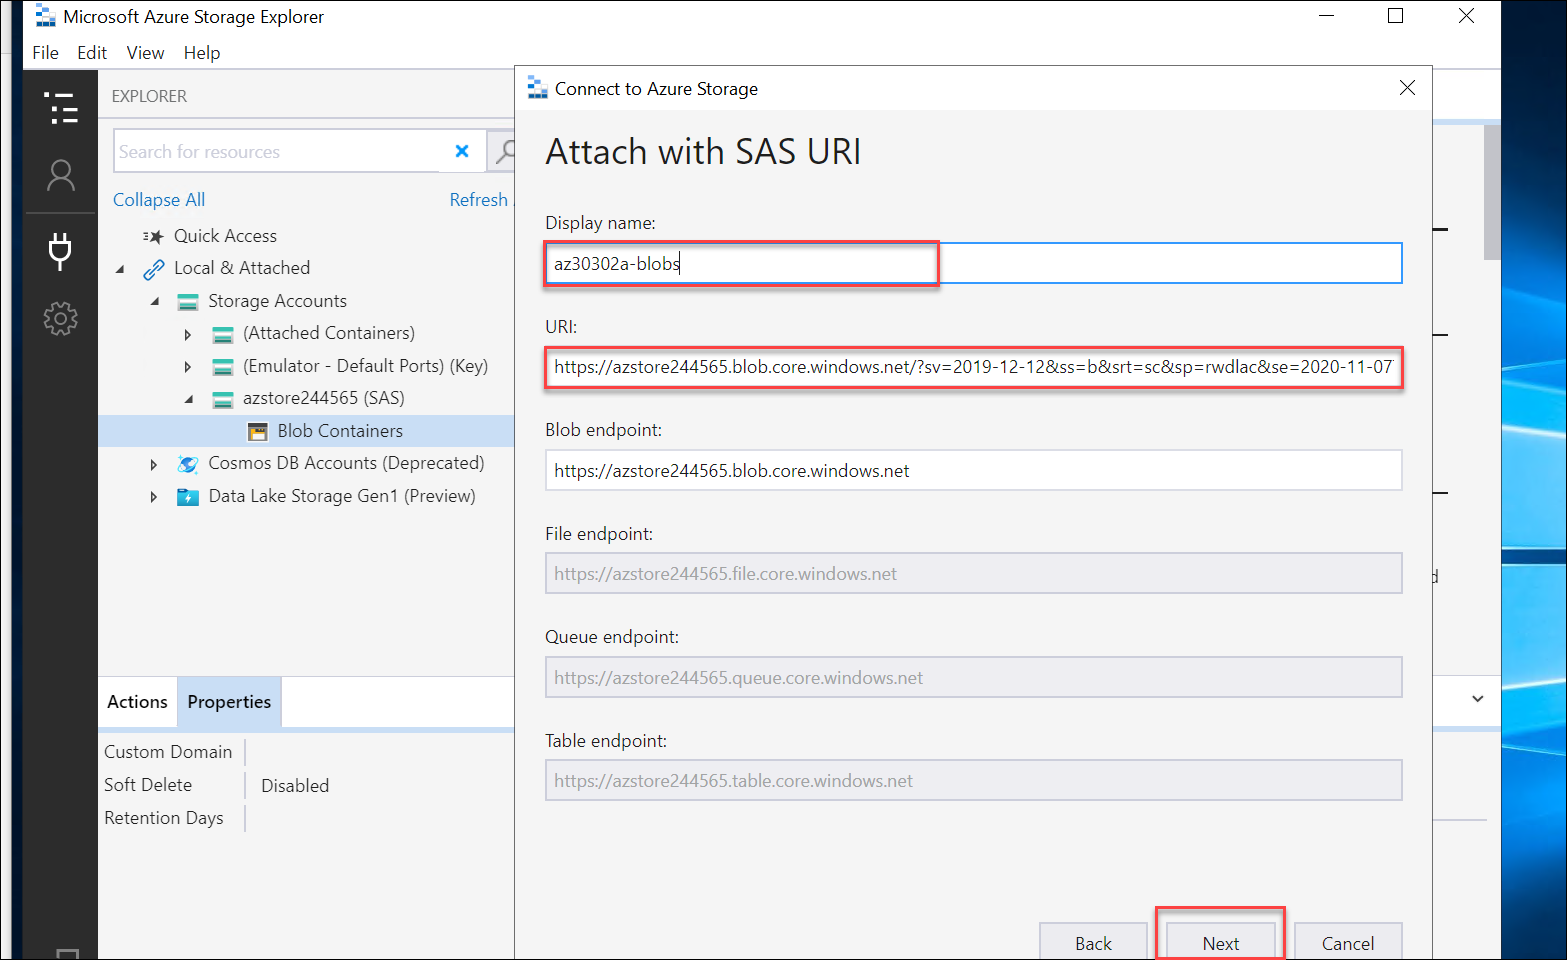 Microsoft Azure Storage Explorer
File Edit View Help
EXPLORER
Search for resources
Collapse All Refresh
Quick Access
Local & Attached
Storage Accounts
(Attached Containers)
(Emulator - Default Ports) (Key)
azstore244565 (SAS)
Blob Containers
Cosmos DB Accounts (Deprecated)
Data Lake Storage Gen1 (Preview)
Actions Properties
Custom Domain
Soft Delete Disabled
Retention Days
Connect to Azure Storage
Attach with SAS URI
Display name:
az30302a-blobs
URI:
https://azstore244565.blob.core.windows.net/?sv=2019-12-12&ss=b&srt=sc&sp=rwdlac&se=2020-11-07
Blob endpoint:
https://azstore244565.blob.core.windows.net
File endpoint:
https://azstore244565.file.core.windows.net
Queue endpoint:
https://azstore244565.queue.core.windows.net
Table endpoint:
https://azstore244565.table.core.windows.net
Back Next Cancel
d